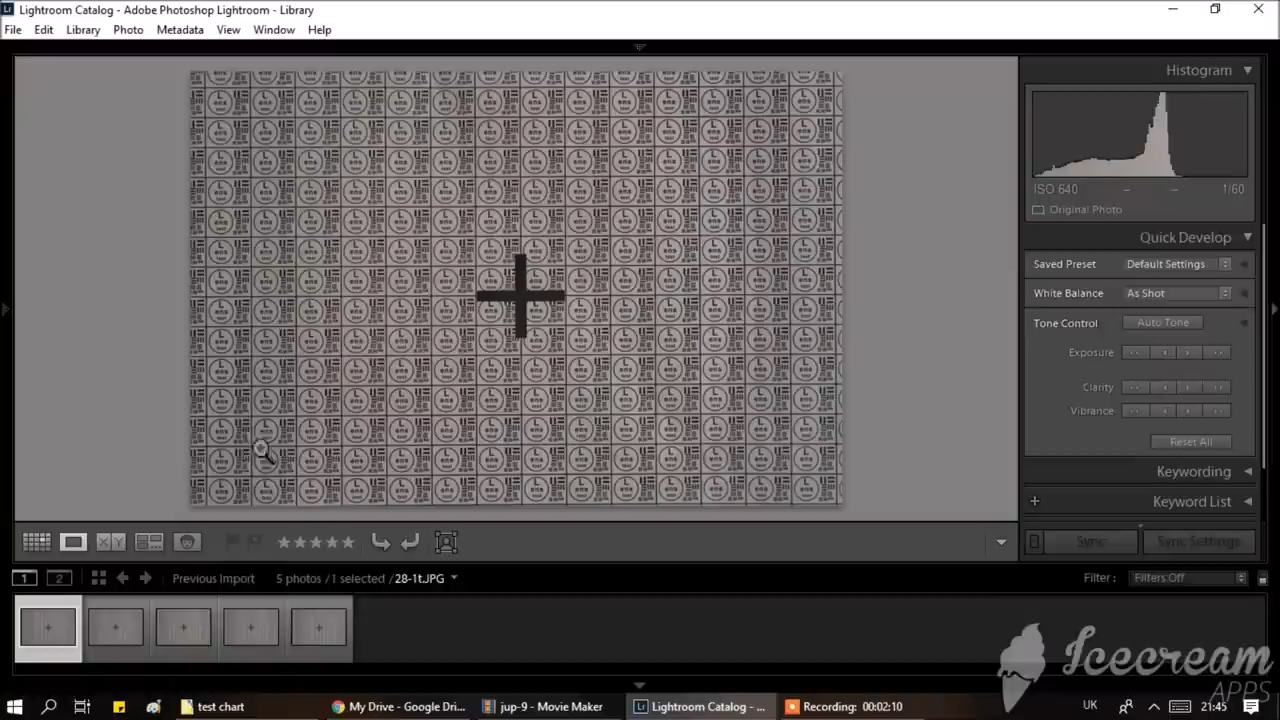 Lr Lightroom Catalog - Adobe Photoshop Lightroom - Library
File Edit Library Photo Metadata View Window Help
Histogram
ISO 640 – – 1/60
Original Photo
Quick Develop
Saved Preset Default Settings
White Balance As Shot
Tone Control Auto Tone
Exposure
Clarity
Vibrance
Reset All
Keywording
+ Keyword List
X Y
Sync Sync Settings
1 2 Previous Import 5 photos / 1 selected / 28-1t.JPG Filter : Filters Off
Icecream
APPS
test chart My Drive - Google Dri... jup-9 - Movie Maker Lr Lightroom Catalog - ... Recording: 00:02:10 UK 21:45